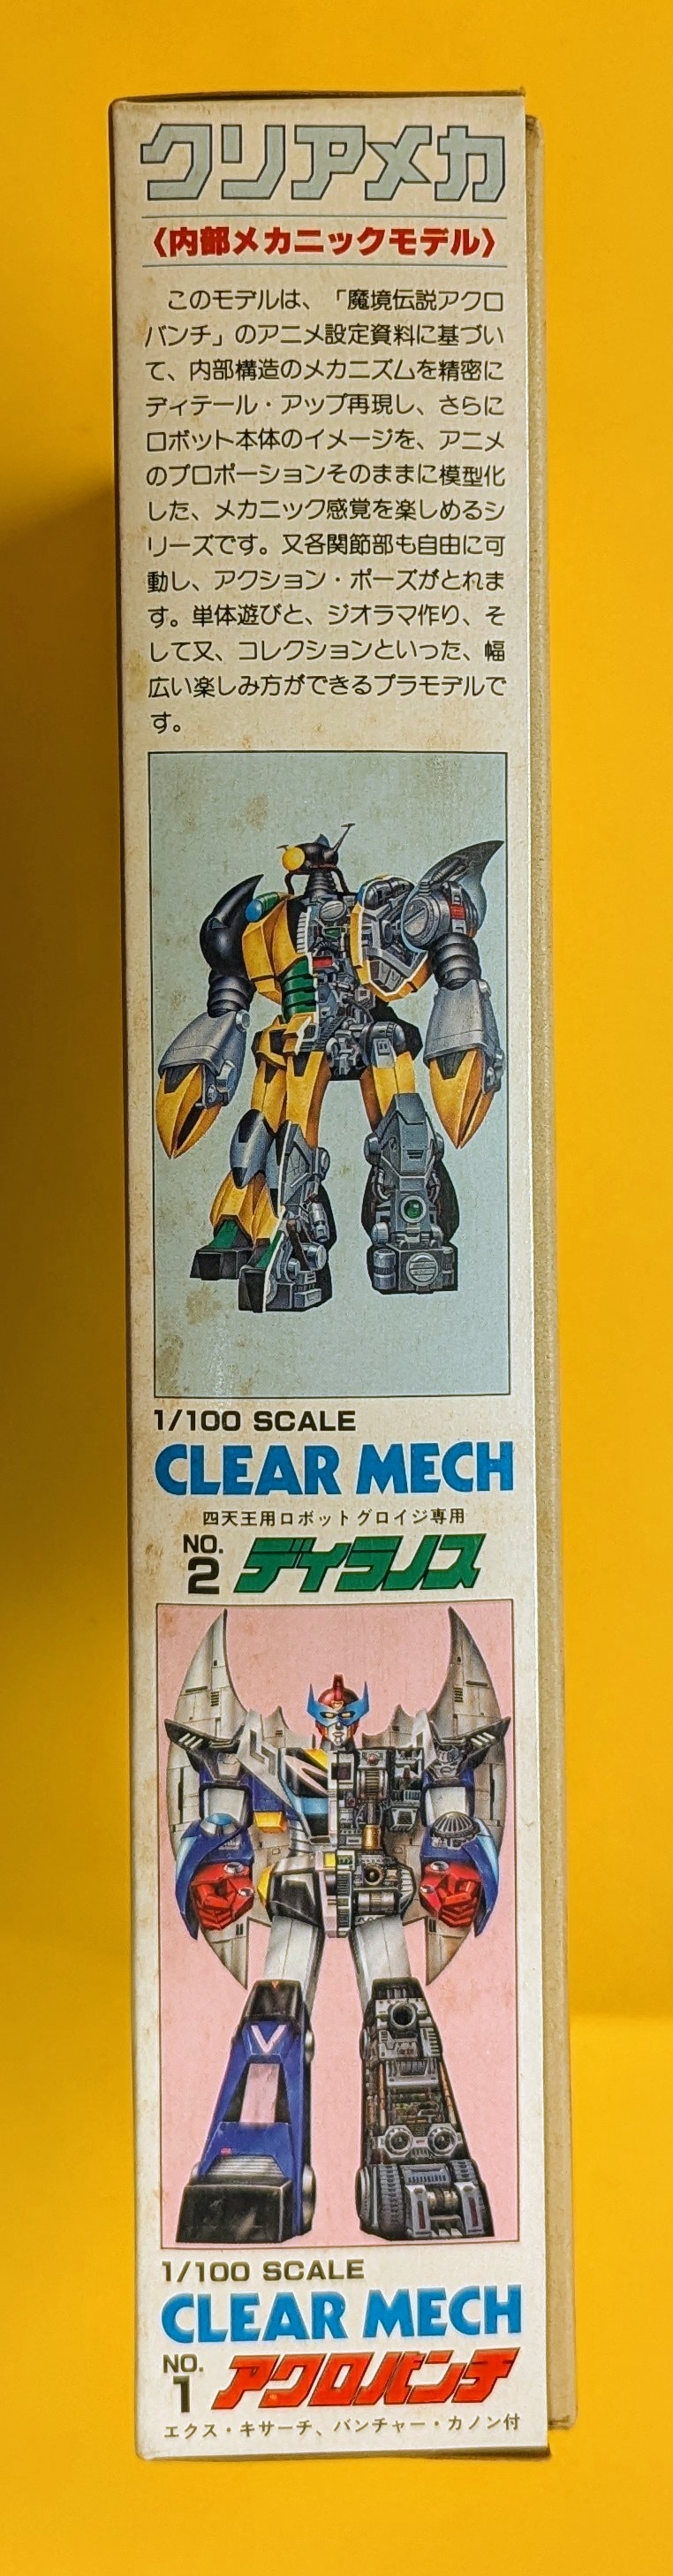 クリアメカ
〈内部メカニックモデル〉
このモデルは、「魔境伝説アクロ
バンチ」のアニメ設定資料に基づい
て、内部構造のメカニズムを精密に
ディテール・アップ再現し、さらに
ロボット本体のイメージを、アニメ
のプロポーションそのままに模型化
した、メカニック感覚を楽しめるシ
リーズです。又各関節部も自由に可
動し、アクション・ポーズがとれま
す。単体遊びと、ジオラマ作り、そ
して又、コレクションといった、幅
広い楽しみ方ができるプラモデルで
す。
1/100 SCALE
CLEAR MECH
四天王用ロボットグロイジ専用
NO.2 ディラノス
V
1/100 SCALE
CLEAR MECH
NO.1 アクロバンチ
エクス・キサーチ、バンチャー・カノン付